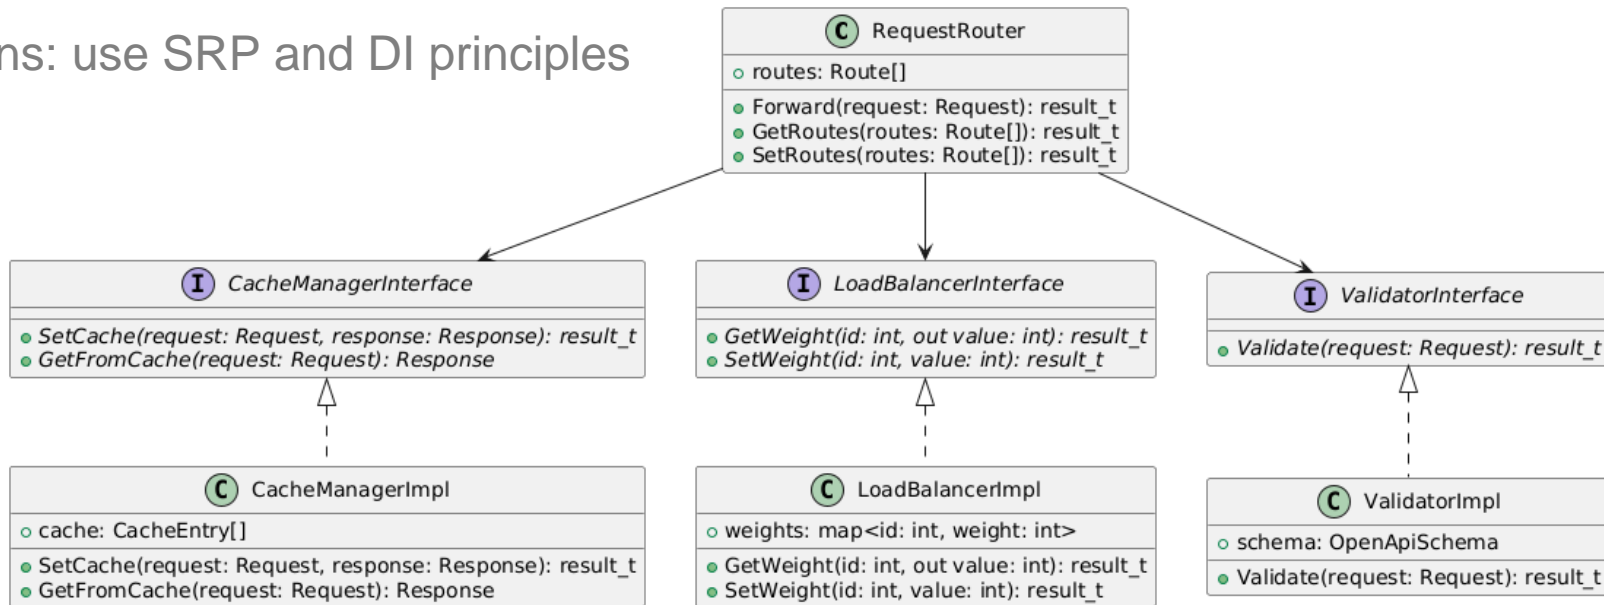 ns: use SRP and DI principles
C RequestRouter
routes: Route[]
Forward(request: Request): result_t
GetRoutes(routes: Route[]): result_t
SetRoutes(routes: Route[]): result_t
I CacheManagerInterface
SetCache(request: Request, response: Response): result_t
GetFromCache(request: Request): Response
I LoadBalancerInterface
GetWeight(id: int, out value: int): result_t
SetWeight(id: int, value: int): result_t
I ValidatorInterface
Validate(request: Request): result_t
C CacheManagerImpl
cache: CacheEntry[]
SetCache(request: Request, response: Response): result_t
GetFromCache(request: Request): Response
C LoadBalancerImpl
weights: map<id: int, weight: int>
GetWeight(id: int, out value: int): result_t
SetWeight(id: int, value: int): result_t
C ValidatorImpl
schema: OpenApiSchema
Validate(request: Request): result_t